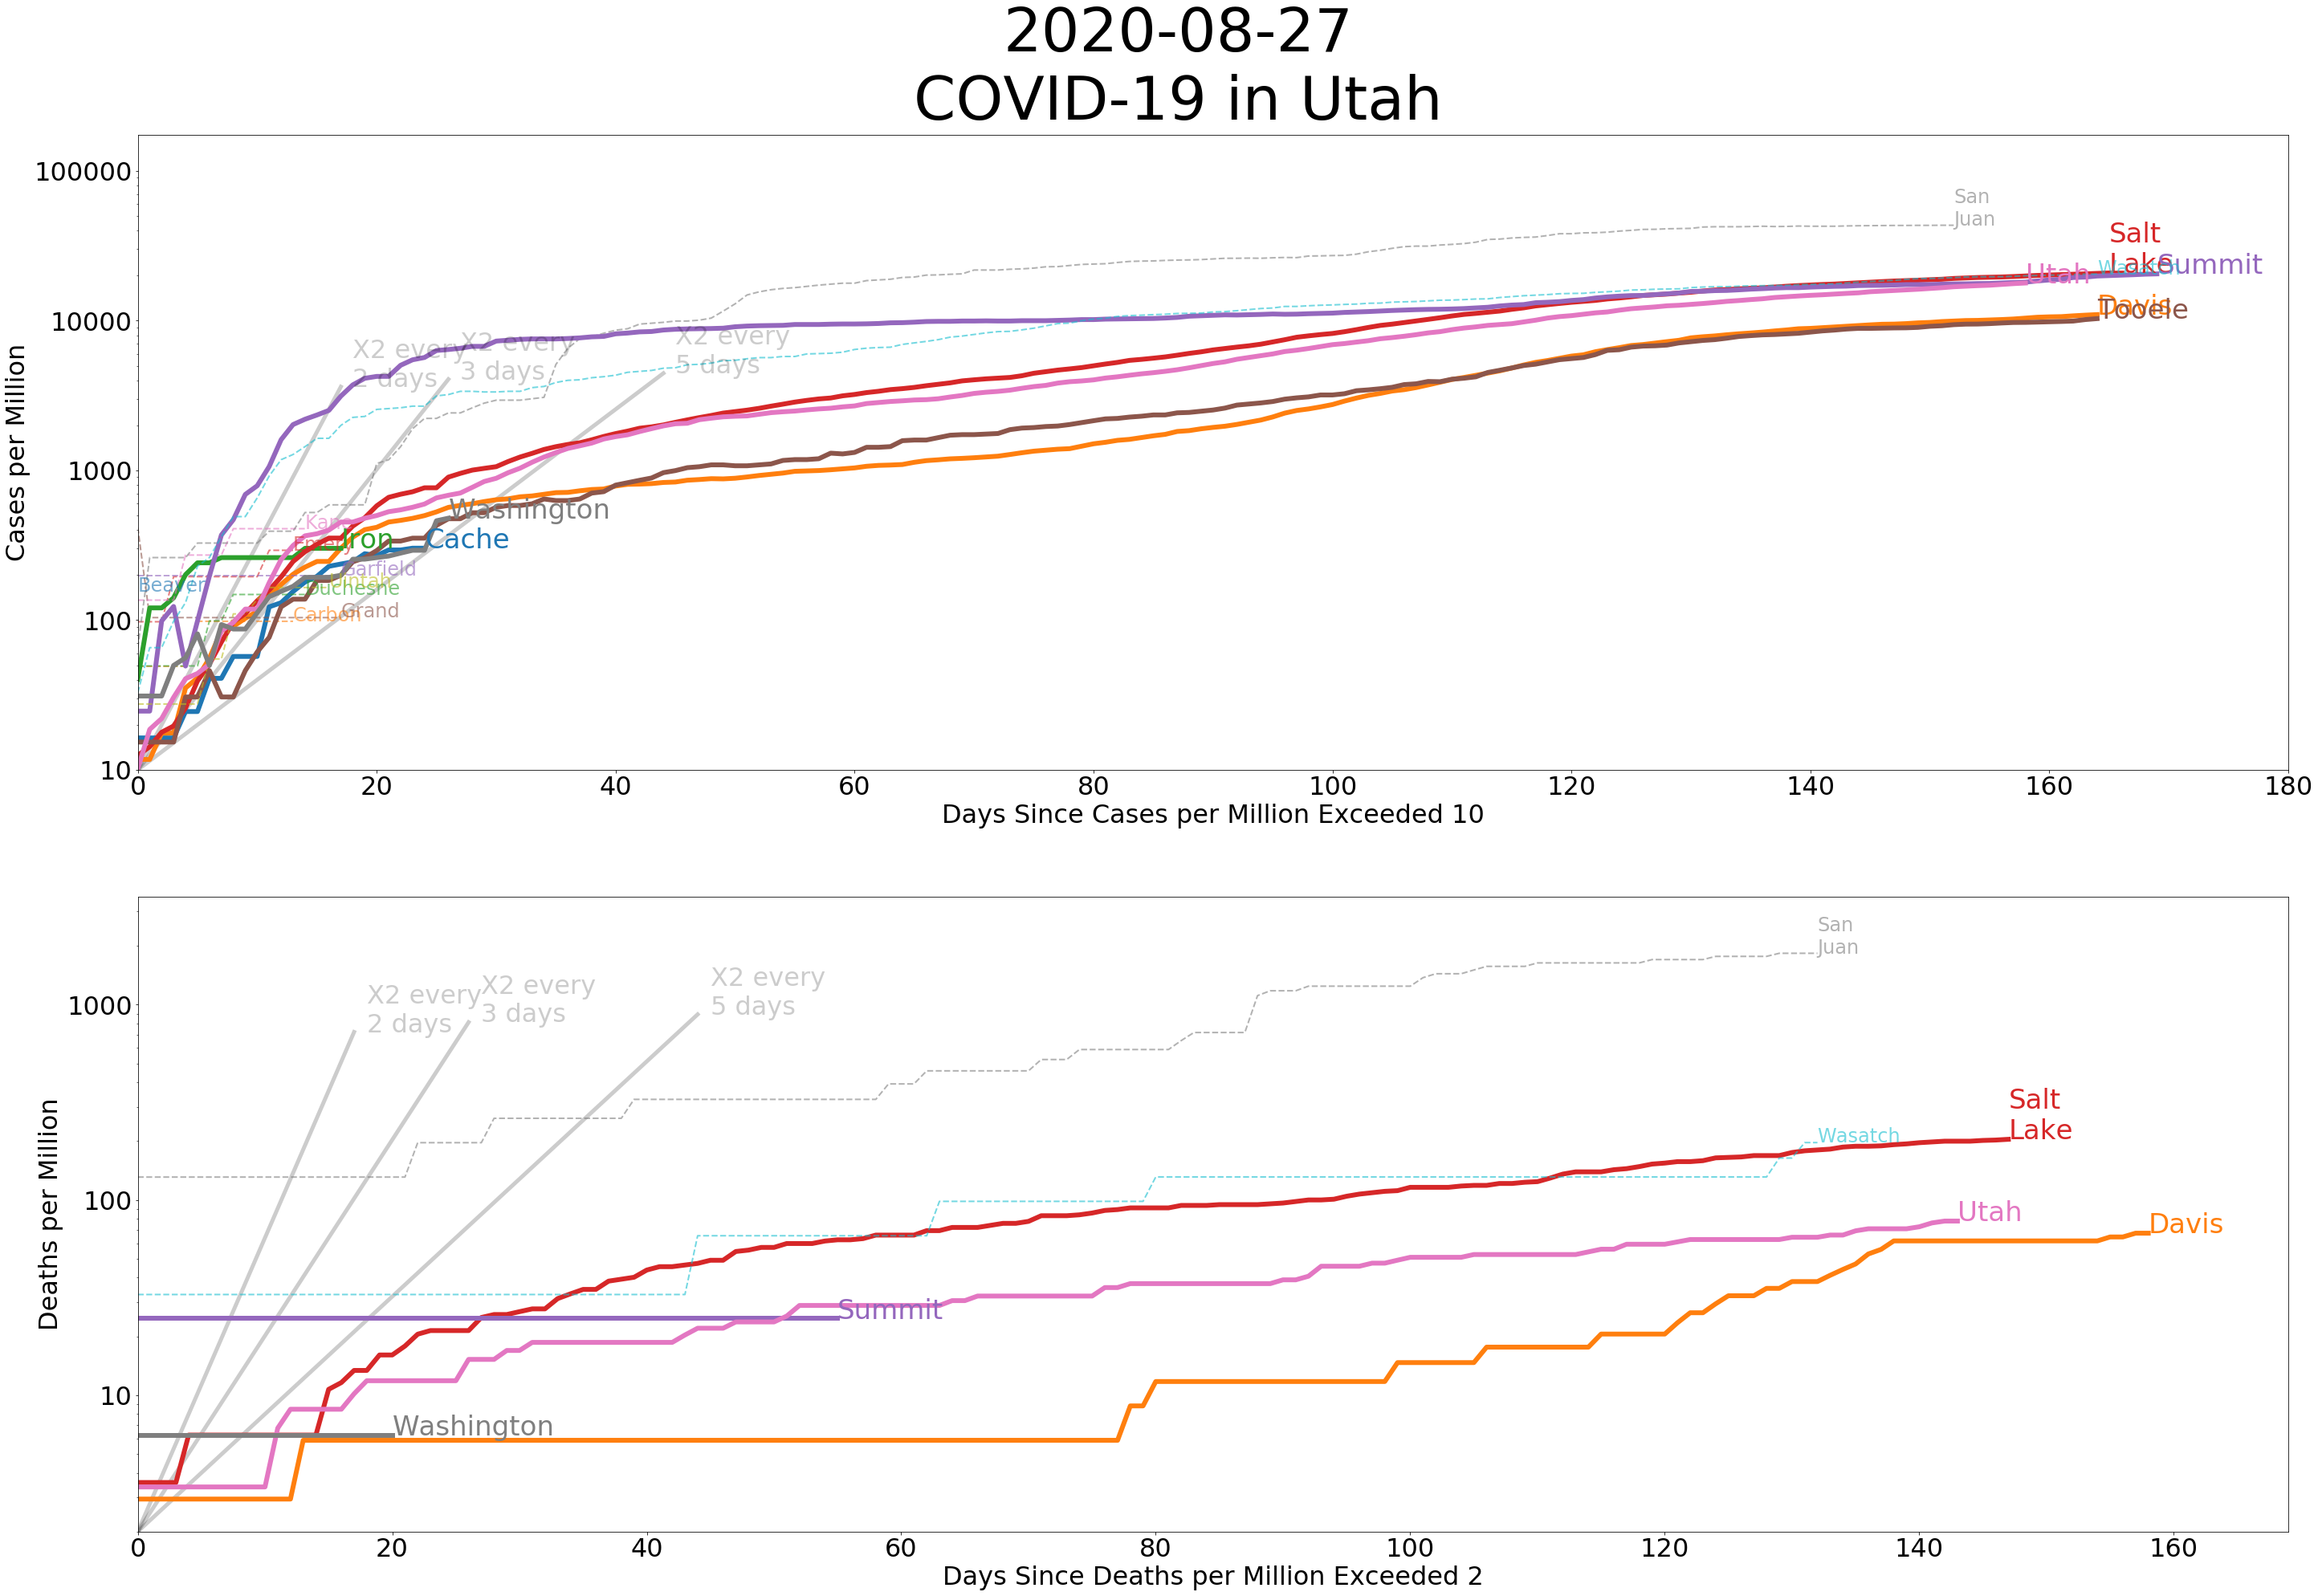 2020-08-27
COVID-19 in Utah
100000
10000
1000
100
10
Cases per Million
X2 every
2 days
X2 every
3 days
X2 every
5 days
San
Juan
Salt
Lake
Summit
Wasatch
Utah
Davis
Tooele
Washington
Cache
Iron
Kane
Emery
Garfield
Uintah
Duchesne
Beaver
Grand
Carbon
0 20 40 60 80 100 120 140 160 180
Days Since Cases per Million Exceeded 10
1000
100
10
Deaths per Million
X2 every
2 days
X2 every
3 days
X2 every
5 days
San
Juan
Salt
Lake
Wasatch
Utah
Davis
Summit
Washington
0 20 40 60 80 100 120 140 160
Days Since Deaths per Million Exceeded 2